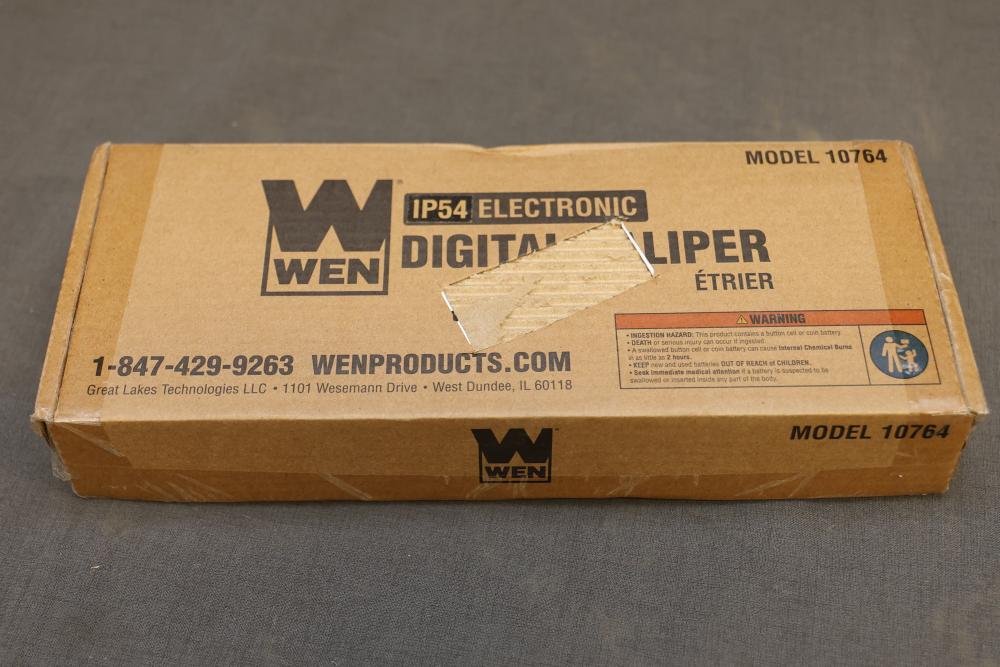 MODEL 10764
WEN
IP54 ELECTRONIC
DIGITA LIPER
ÉTRIER
WARNING
• INGESTION HAZARD: This product contains a button cell or coin battery.
• DEATH or serious injury can occur if ingested.
• A swallowed button cell or coin battery can cause Internal Chemical Burns
in as little as 2 hours.
• KEEP new and used batteries OUT OF REACH of CHILDREN.
• Seek immediate medical attention if a battery is suspected to be
swallowed or inserted inside any part of the body.
1-847-429-9263 WENPRODUCTS.COM
Great Lakes Technologies LLC • 1101 Wesemann Drive • West Dundee, IL 60118
WEN
MODEL 10764